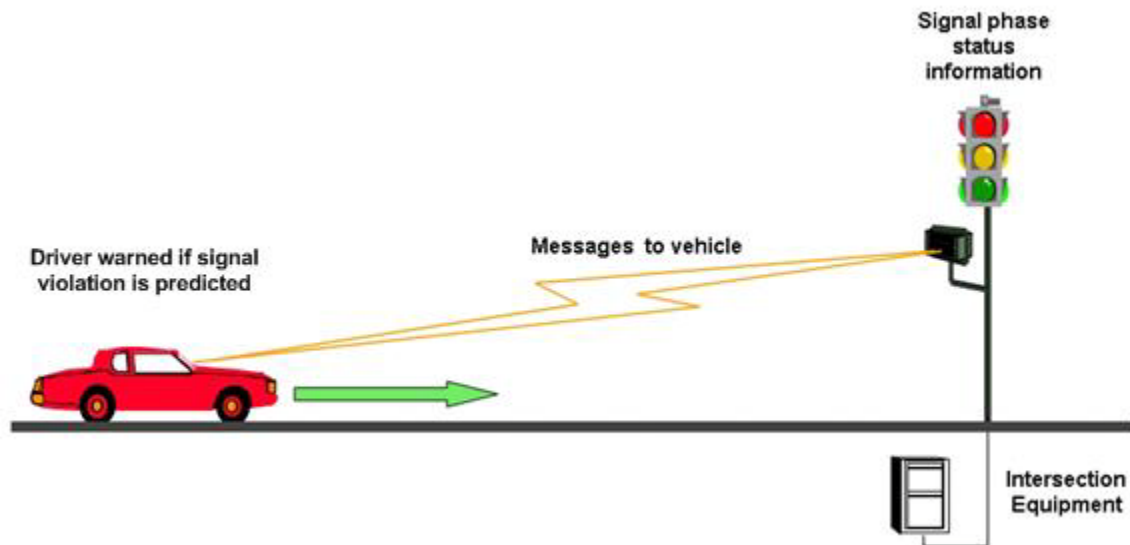 Signal phase
status
information
Messages to vehicle
Driver warned if signal
violation is predicted
Intersection
Equipment